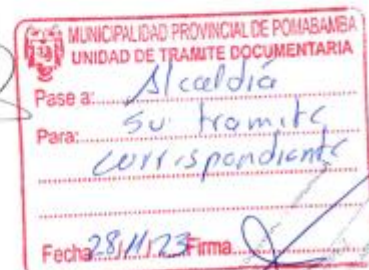 MUNICIPALIDAD PROVINCIAL DE POMABAMBA
UNIDAD DE TRAMITE DOCUMENTARIA
Pase a: Alcaldía
Para: su tramite
correspondiente
Fecha 28/11/23 Firma